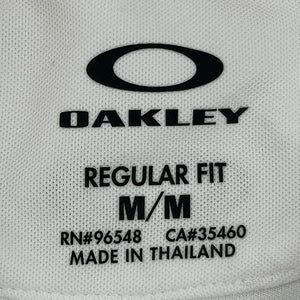 OAKLEY
REGULAR FIT
M/M
RN#96548 CA#35460
MADE IN THAILAND